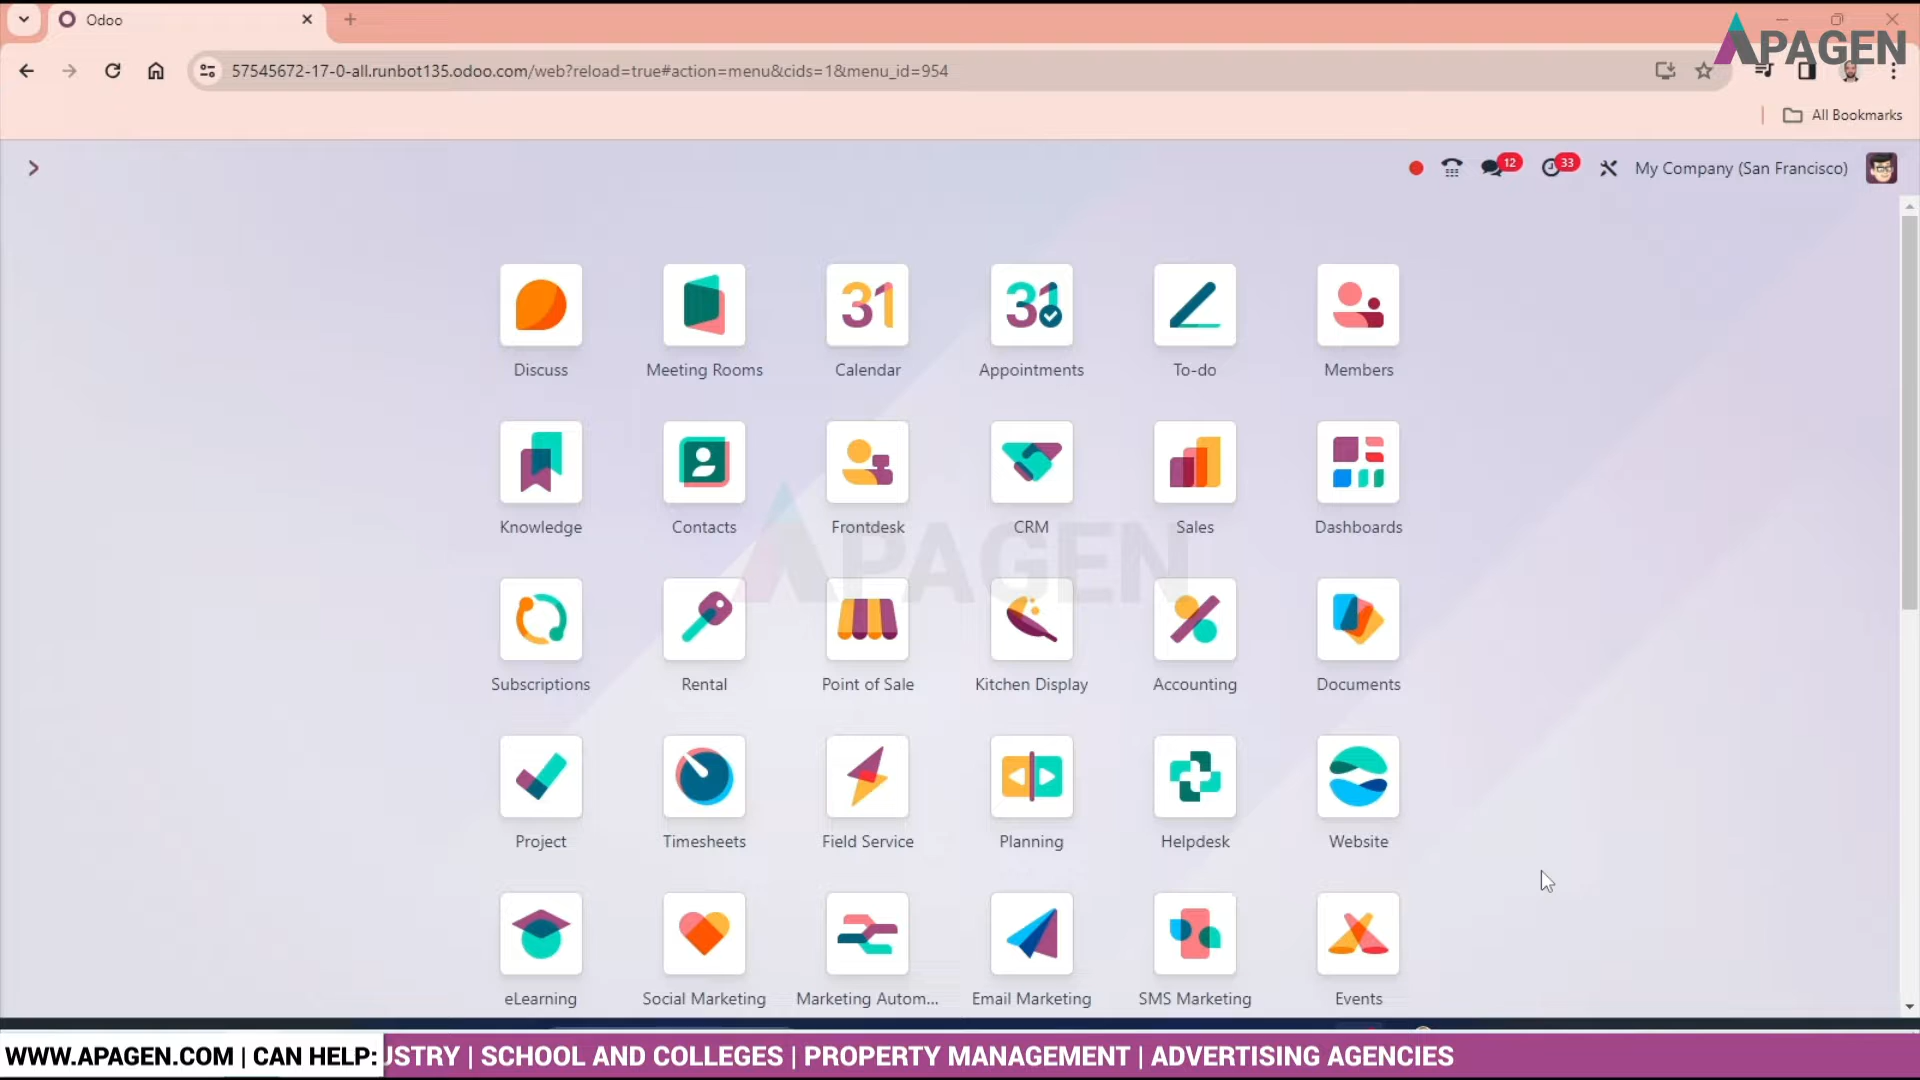 Odoo
APAGEN
57545672-17-0-all.runbot135.odoo.com/web?reload=true#action=menu&cids=1&menu_id=954
All Bookmarks
12
33
My Company (San Francisco)
31
31
Discuss
Meeting Rooms
Calendar
Appointments
To-do
Members
Knowledge
Contacts
Frontdesk
CRM
Sales
Dashboards
APAGEN
Subscriptions
Rental
Point of Sale
Kitchen Display
Accounting
Documents
Project
Timesheets
Field Service
Planning
Helpdesk
Website
eLearning
Social Marketing
Marketing Autom...
Email Marketing
SMS Marketing
Events
WWW.APAGEN.COM | CAN HELP: USTRY | SCHOOL AND COLLEGES | PROPERTY MANAGEMENT | ADVERTISING AGENCIES